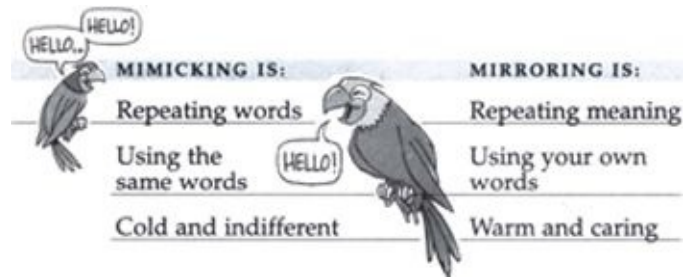 HELLO!
HELLO...
MIMICKING IS:
Repeating words
Using the
same words
Cold and indifferent
HELLO!
MIRRORING IS:
Repeating meaning
Using your own
words
Warm and caring